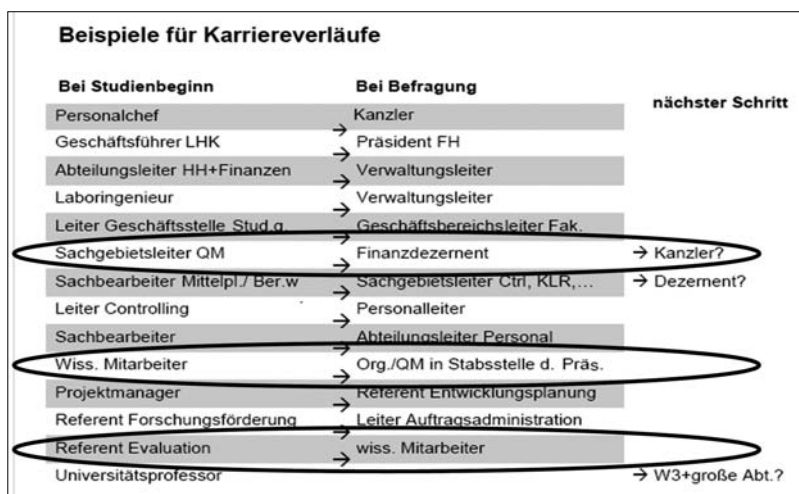 Beispiele für Karriereverläufe
Bei Studienbeginn Bei Befragung nächster Schritt
Personalchef → Kanzler
Geschäftsführer LHK → Präsident FH
Abteilungsleiter HH+Finanzen → Verwaltungsleiter
Laboringenieur → Verwaltungsleiter
Leiter Geschäftsstelle Stud.g. → Geschäftsbereichsleiter Fak.
Sachgebietsleiter QM → Finanzdezernent → Kanzler?
Sachbearbeiter Mittelpl./ Ber.w → Sachgebietsleiter Ctrl, KLR,... → Dezernent?
Leiter Controlling → Personalleiter
Sachbearbeiter → Abteilungsleiter Personal
Wiss. Mitarbeiter → Org./QM in Stabsstelle d. Präs.
Projektmanager → Referent Entwicklungsplanung
Referent Forschungsförderung → Leiter Auftragsadministration
Referent Evaluation → wiss. Mitarbeiter
Universitätsprofessor → W3+große Abt.?